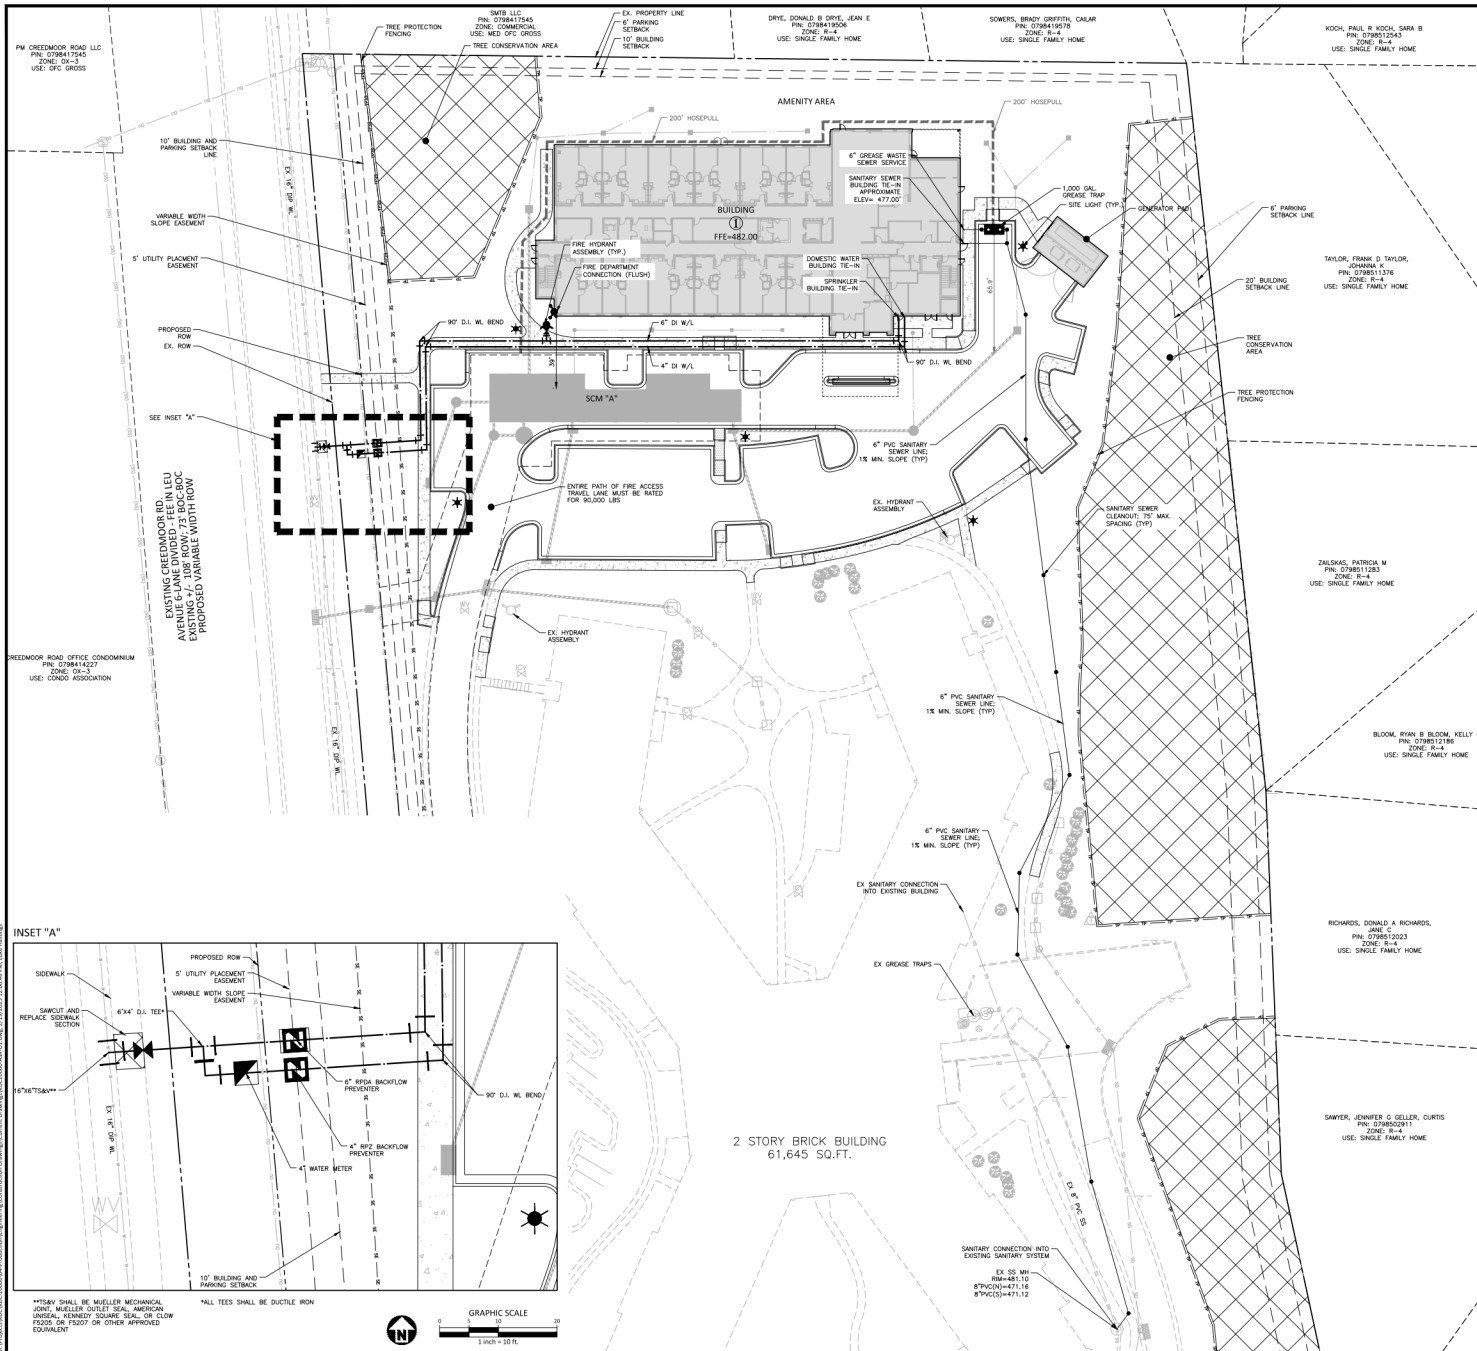 PM CREEDMOOR ROAD LLC
PIN: 0798417545
ZONE: OX-3
USE: OFC GROSS
TREE PROTECTION
FENCING
SMTB LLC
PIN: 0798417545
ZONE: COMMERCIAL
USE: MED OFC GROSS
TREE CONSERVATION AREA
EX. PROPERTY LINE
6' PARKING
SETBACK
10' BUILDING
SETBACK
DRYE, DONALD B DRYE, JEAN E
PIN: 0798419506
ZONE: R-4
USE: SINGLE FAMILY HOME
SOWERS, BRADY GRIFFITH, CAILAR
PIN: 0798419578
ZONE: R-4
USE: SINGLE FAMILY HOME
KOCH, PAUL R KOCH, SARA B
PIN: 0798512543
ZONE: R-4
USE: SINGLE FAMILY HOME
AMENITY AREA
200' HOSEPULL
200' HOSEPULL
10' BUILDING AND
PARKING SETBACK
LINE
EX 16" DIP WL
6" GREASE WASTE
SEWER SERVICE
SANITARY SEWER
BUILDING TIE-IN
APPROXIMATE
ELEV= 477.00'
1,000 GAL.
GREASE TRAP
SITE LIGHT (TYP.)
GENERATOR PAD
6' PARKING
SETBACK LINE
BUILDING
1
FFE=482.00
VARIABLE WIDTH
SLOPE EASEMENT
5' UTILITY PLACMENT
EASEMENT
FIRE HYDRANT
ASSEMBLY (TYP.)
FIRE DEPARTMENT
CONNECTION (FLUSH)
DOMESTIC WATER
BUILDING TIE-IN
SPRINKLER
BUILDING TIE-IN
65.9'
20' BUILDING
SETBACK LINE
TAYLOR, FRANK D TAYLOR,
JOHANNA K
PIN: 0798511376
ZONE: R-4
USE: SINGLE FAMILY HOME
PROPOSED
ROW
EX. ROW
90° D.I. WL BEND
6" DI W/L
4" DI W/L
39'
90° D.I. WL BEND
TREE
CONSERVATION
AREA
TREE PROTECTION
FENCING
SCM "A"
SEE INSET "A"
6" PVC SANITARY
SEWER LINE;
1% MIN. SLOPE (TYP)
EXISTING CREEDMOOR RD.
AVENUE 6-LANE DIVIDED - FEE IN LEU
EXISTING +/- 108' ROW; 73' BOC-BOC
PROPOSED VARIABLE WIDTH ROW
ENTIRE PATH OF FIRE ACCESS
TRAVEL LANE MUST BE RATED
FOR 90,000 LBS
EX. HYDRANT
ASSEMBLY
SANITARY SEWER
CLEANOUT; 75' MAX.
SPACING (TYP)
ZAILSKAS, PATRICIA M
PIN: 0798511283
ZONE: R-4
USE: SINGLE FAMILY HOME
EX. HYDRANT
ASSEMBLY
CREEDMOOR ROAD OFFICE CONDOMINIUM
PIN: 0798414227
ZONE: OX-3
USE: CONDO ASSOCIATION
EX 16" DIP WL
6" PVC SANITARY
SEWER LINE;
1% MIN. SLOPE (TYP)
BLOOM, RYAN B BLOOM, KELLY
PIN: 0798512186
ZONE: R-4
USE: SINGLE FAMILY HOME
6" PVC SANITARY
SEWER LINE;
1% MIN. SLOPE (TYP)
EX SANITARY CONNECTION
INTO EXISTING BUILDING
EX GREASE TRAPS
RICHARDS, DONALD A RICHARDS,
JANE C
PIN: 0798512023
ZONE: R-4
USE: SINGLE FAMILY HOME
INSET "A"
SIDEWALK
PROPOSED ROW
5' UTILITY PLACEMENT
EASEMENT
VARIABLE WIDTH SLOPE
EASEMENT
SAWCUT AND
REPLACE SIDEWALK
SECTION
6"X4" D.I. TEE*
16"X6"TS&V**
6" RPDA BACKFLOW
PREVENTER
90° D.I. WL BEND
EX 16" DIP WL
4" RPZ BACKFLOW
PREVENTER
4" WATER METER
10' BUILDING AND
PARKING SETBACK
2 STORY BRICK BUILDING
61,645 SQ.FT.
SAWYER, JENNIFER G GELLER, CURTIS
PIN: 0798502911
ZONE: R-4
USE: SINGLE FAMILY HOME
EX 8" PVC SS
SANITARY CONNECTION INTO
EXISTING SANITARY SYSTEM
EX SS MH
RIM=481.10
8"PVC(N)=471.16
8"PVC(S)=471.12
**TS&V SHALL BE MUELLER MECHANICAL
JOINT, MUELLER OUTLET SEAL, AMERICAN
UNISEAL, KENNEDY SQUARE SEAL, OR CLOW
F5205 OR F5207 OR OTHER APPROVED
EQUIVALENT
*ALL TEES SHALL BE DUCTILE IRON
N
GRAPHIC SCALE
0 5 10 20
1 inch = 10 ft.